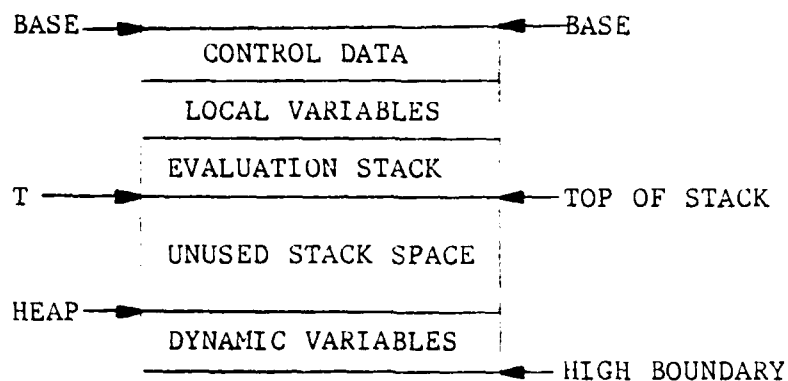 BASE BASE
CONTROL DATA
LOCAL VARIABLES
EVALUATION STACK
T TOP OF STACK
UNUSED STACK SPACE
HEAP
DYNAMIC VARIABLES
HIGH BOUNDARY